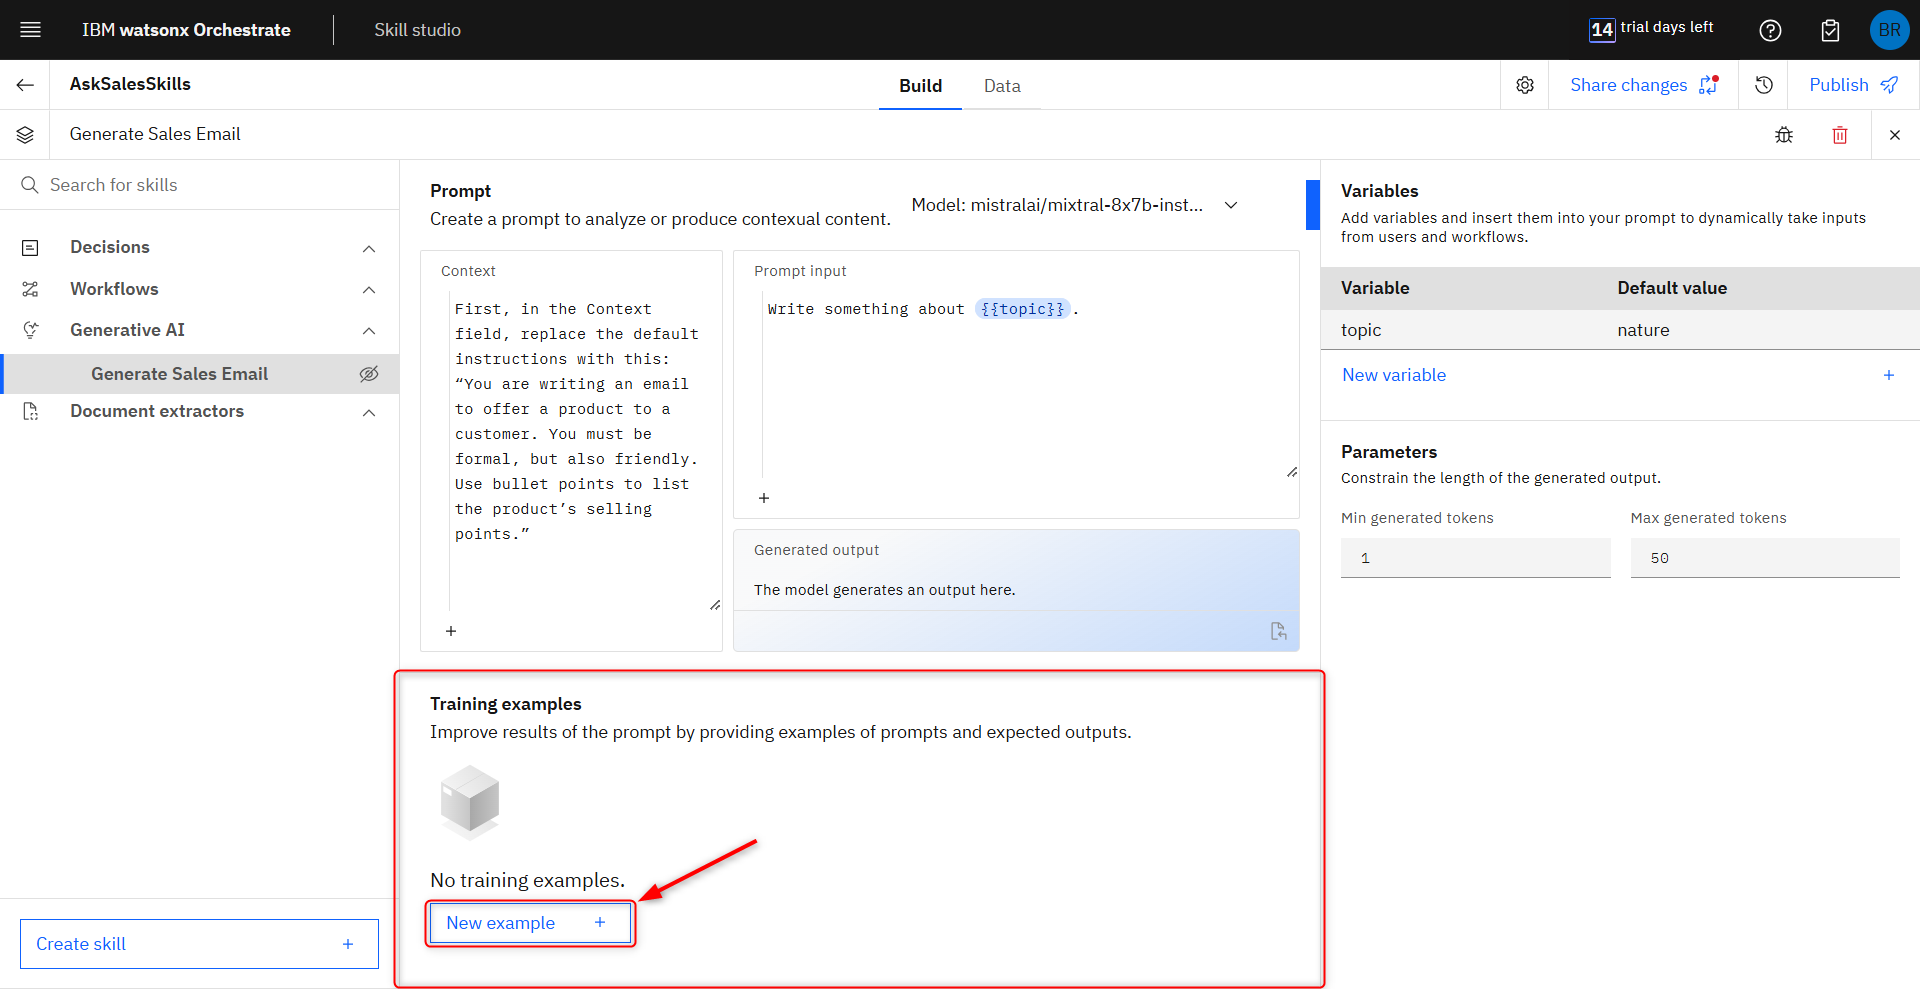 IBM watsonx Orchestrate
Skill studio
14 trial days left
BR
AskSalesSkills
Build
Data
Share changes
Publish
Generate Sales Email
Search for skills
Decisions
Workflows
Generative AI
Generate Sales Email
Document extractors
Create skill +
Prompt
Create a prompt to analyze or produce contexual content.
Model: mistralai/mixtral-8x7b-inst...
Context
First, in the Context
field, replace the default
instructions with this:
“You are writing an email
to offer a product to a
customer. You must be
formal, but also friendly.
Use bullet points to list
the product’s selling
points.”
+
Prompt input
Write something about {{topic}}.
+
Generated output
The model generates an output here.
Training examples
Improve results of the prompt by providing examples of prompts and expected outputs.
No training examples.
New example +
Variables
Add variables and insert them into your prompt to dynamically take inputs
from users and workflows.
Variable Default value
topic nature
New variable +
Parameters
Constrain the length of the generated output.
Min generated tokens Max generated tokens
1 50